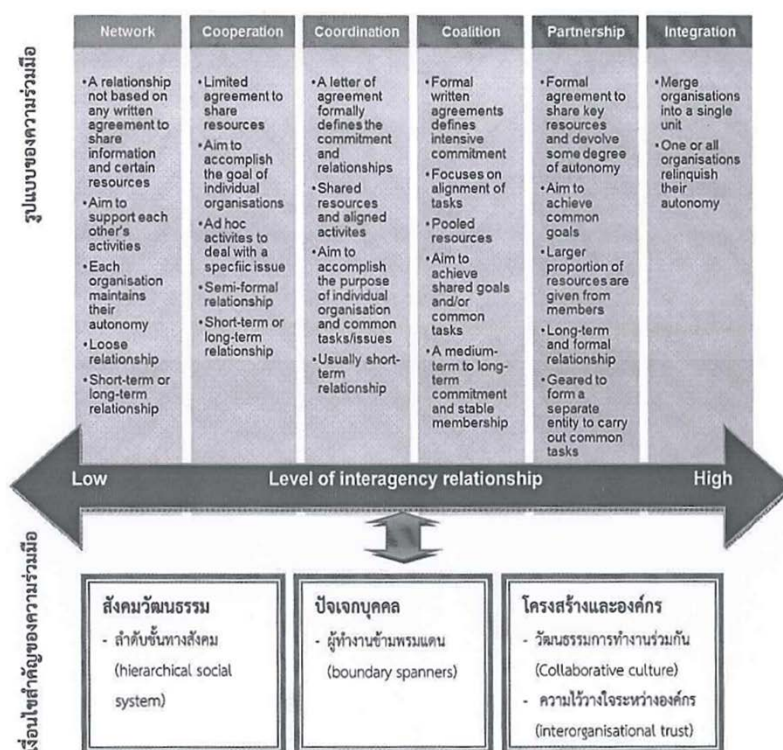 รูปแบบของความร่วมมือ
Network
•A relationship
not based on
any written
agreement to
share
information
and certain
resources
•Aim to
support each
other's
activities
•Each
organisation
maintains
their
autonomy
•Loose
relationship
•Short-term or
long-term
relationship
Cooperation
•Limited
agreement to
share
resources
•Aim to
accomplish
the goal of
individual
organisations
•Ad hoc
activites to
deal with a
specfiic issue
•Semi-formal
relationship
•Short-term or
long-term
relationship
Coordination
•A letter of
agreement
formally
defines the
commitment
and
relationships
•Shared
resources
and aligned
activites
•Aim to
accomplish
the purpose
of individual
organisation
and common
tasks/issues
•Usually short-
term
relationship
Coalition
•Formal
written
agreements
defines
intensive
commitment
•Focuses on
alignment of
tasks
•Pooled
resources
•Aim to
achieve
shared goals
and/or
common
tasks
•A medium-
term to long-
term
commitment
and stable
membership
Partnership
•Formal
agreement to
share key
resources
and devolve
some degree
of autonomy
•Aim to
achieve
common
goals
•Larger
proportion of
resources are
given from
members
•Long-term
and formal
relationship
•Geared to
form a
separate
entity to carry
out common
tasks
Integration
•Merge
organisations
into a single
unit
•One or all
organisations
relinquish
their
autonomy
Low Level of interagency relationship High
เงื่อนไขสำคัญของความร่วมมือ
สังคมวัฒนธรรม
- ลำดับชั้นทางสังคม
(hierarchical social
system)
ปัจเจกบุคคล
- ผู้ทำงานข้ามพรมแดน
(boundary spanners)
โครงสร้างและองค์กร
- วัฒนธรรมการทำงานร่วมกัน
(Collaborative culture)
- ความไว้วางใจระหว่างองค์กร
(interorganisational trust)